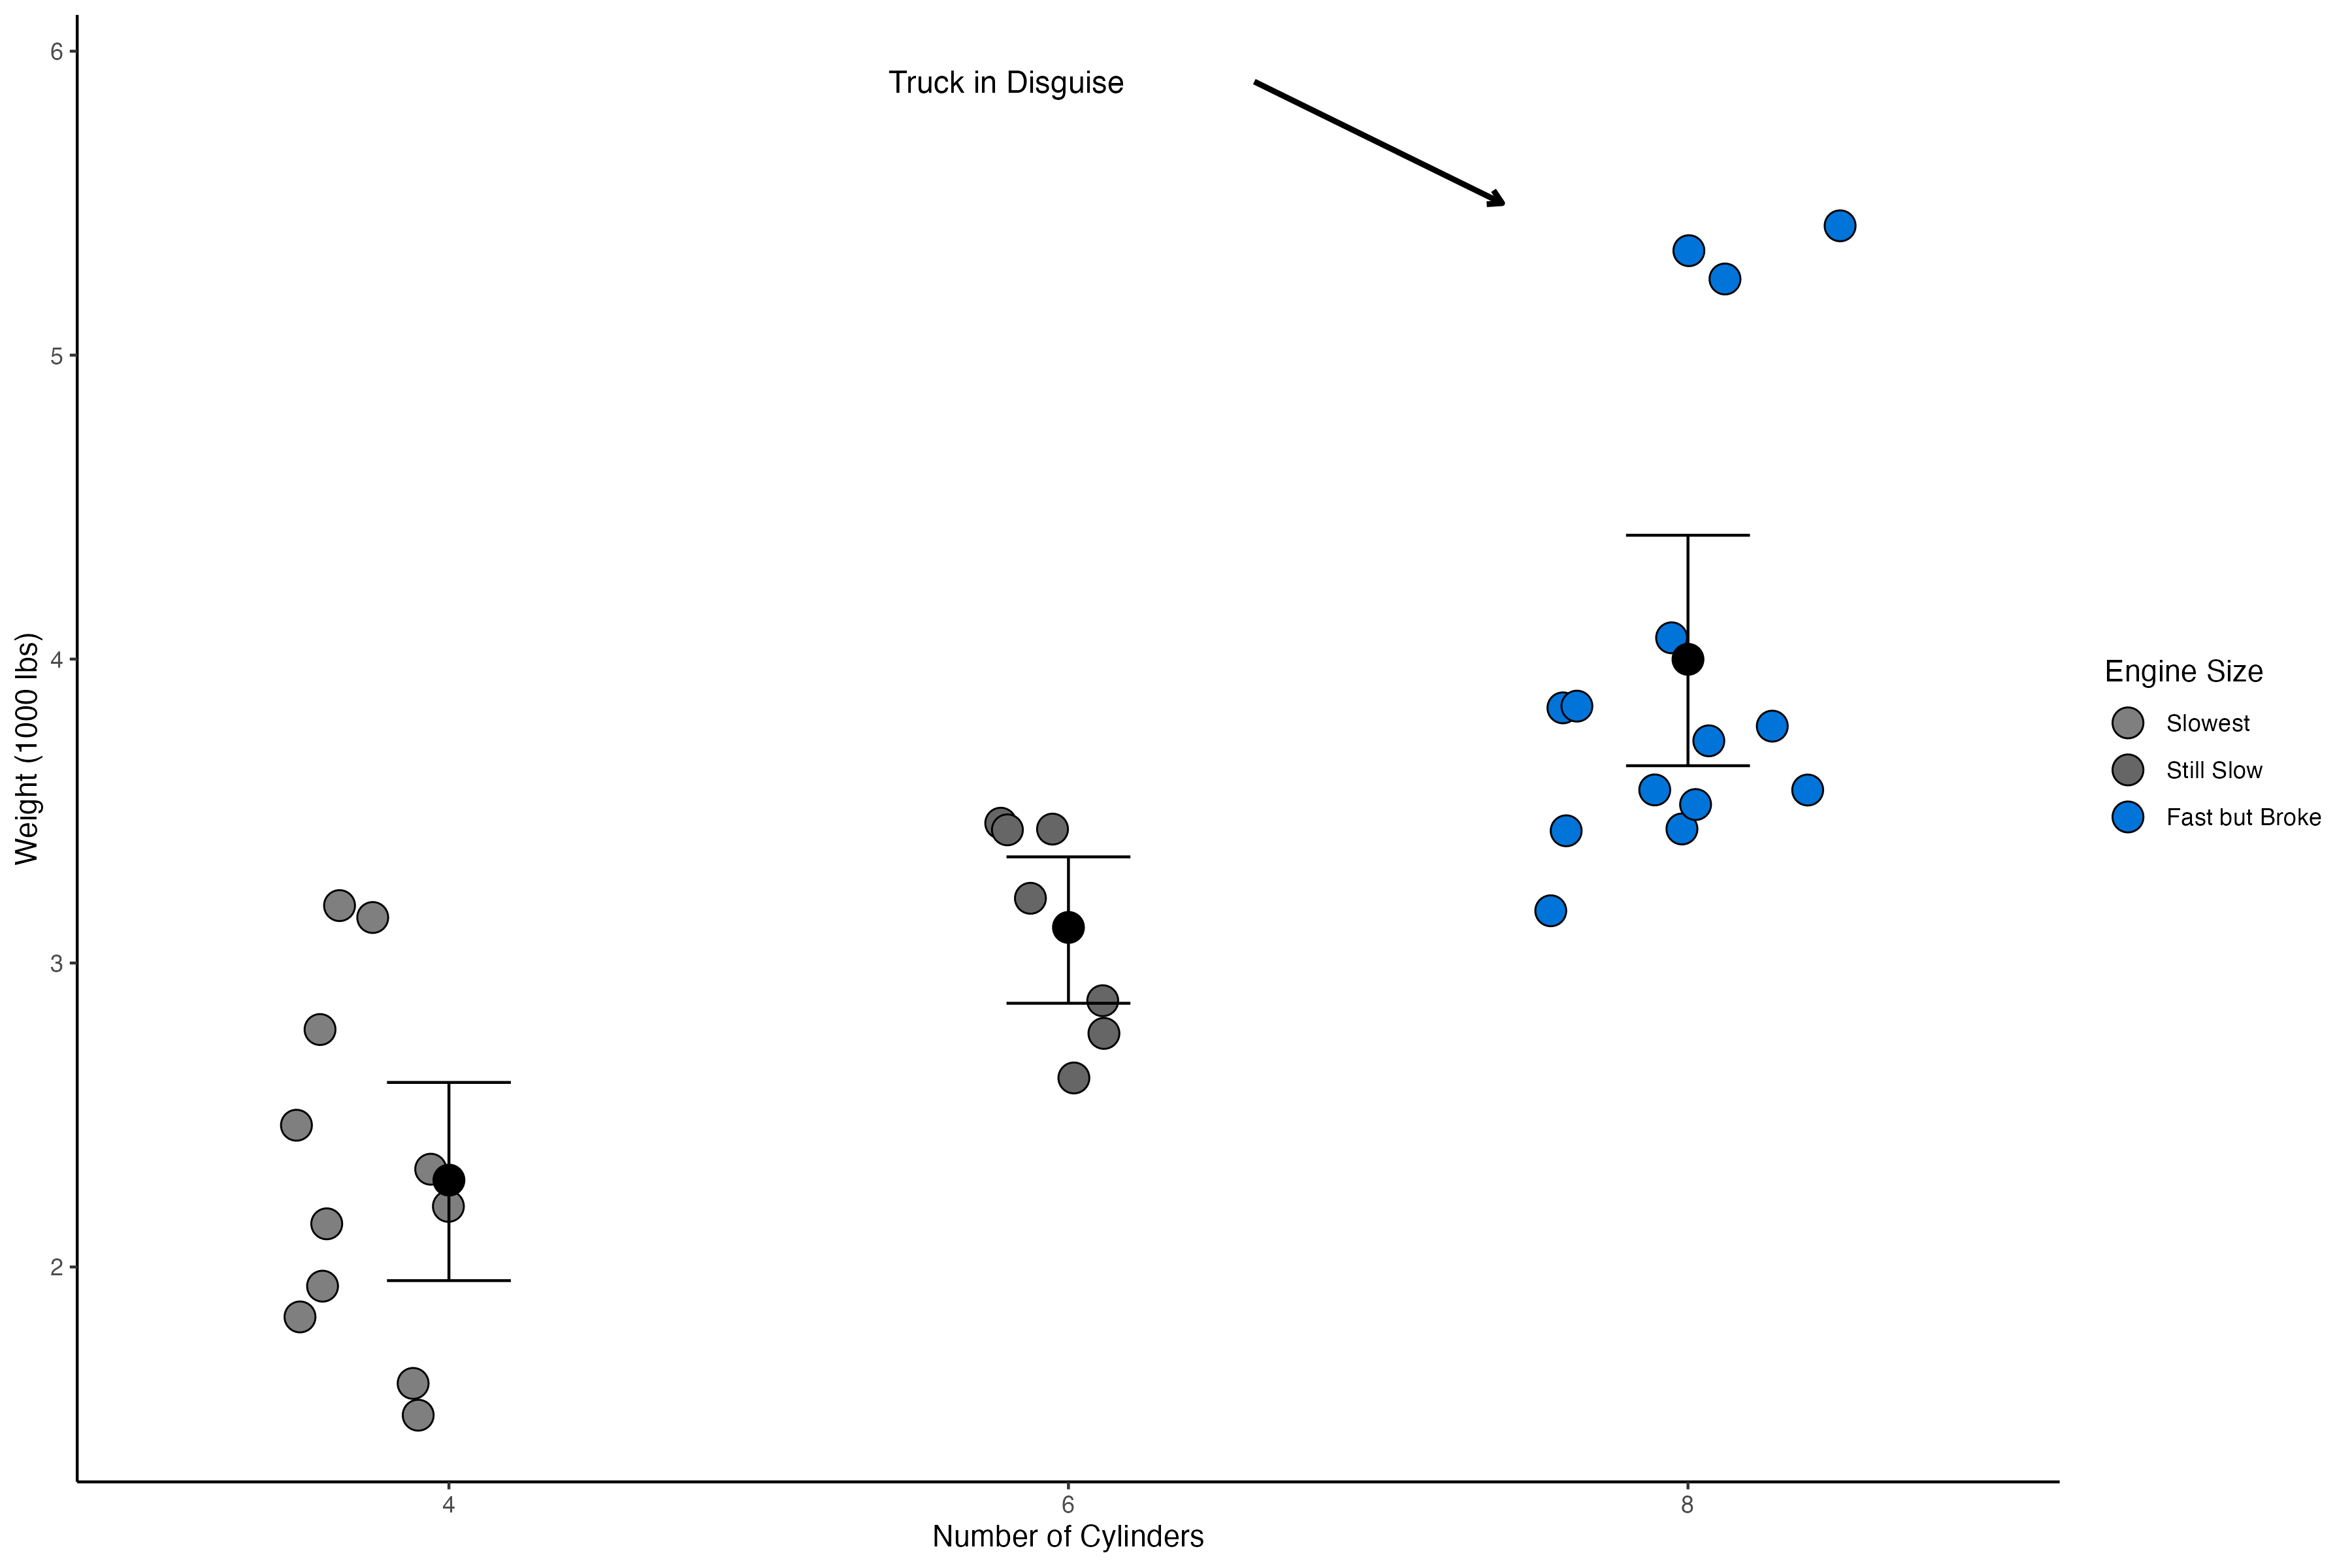 Truck in Disguise
6
5
4
3
2
Weight (1000 lbs)
4
6
8
Number of Cylinders
Engine Size
Slowest
Still Slow
Fast but Broke